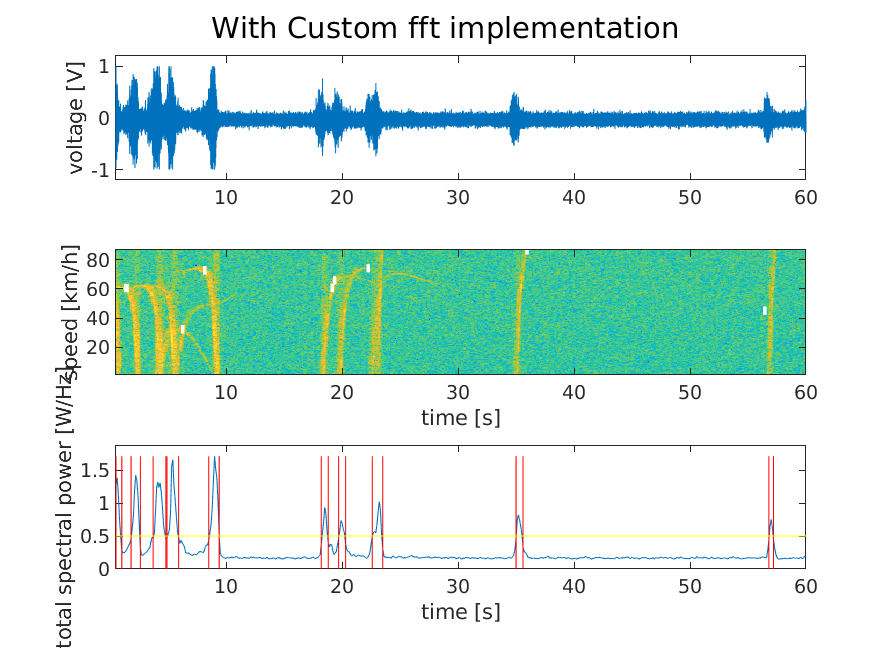 With Custom fft implementation
voltage [V]
1
0
-1
10 20 30 40 50 60
speed [km/h]
80
60
40
20
10 20 30 40 50 60
time [s]
total spectral power [W/Hz]
1.5
1
0.5
0
10 20 30 40 50 60
time [s]